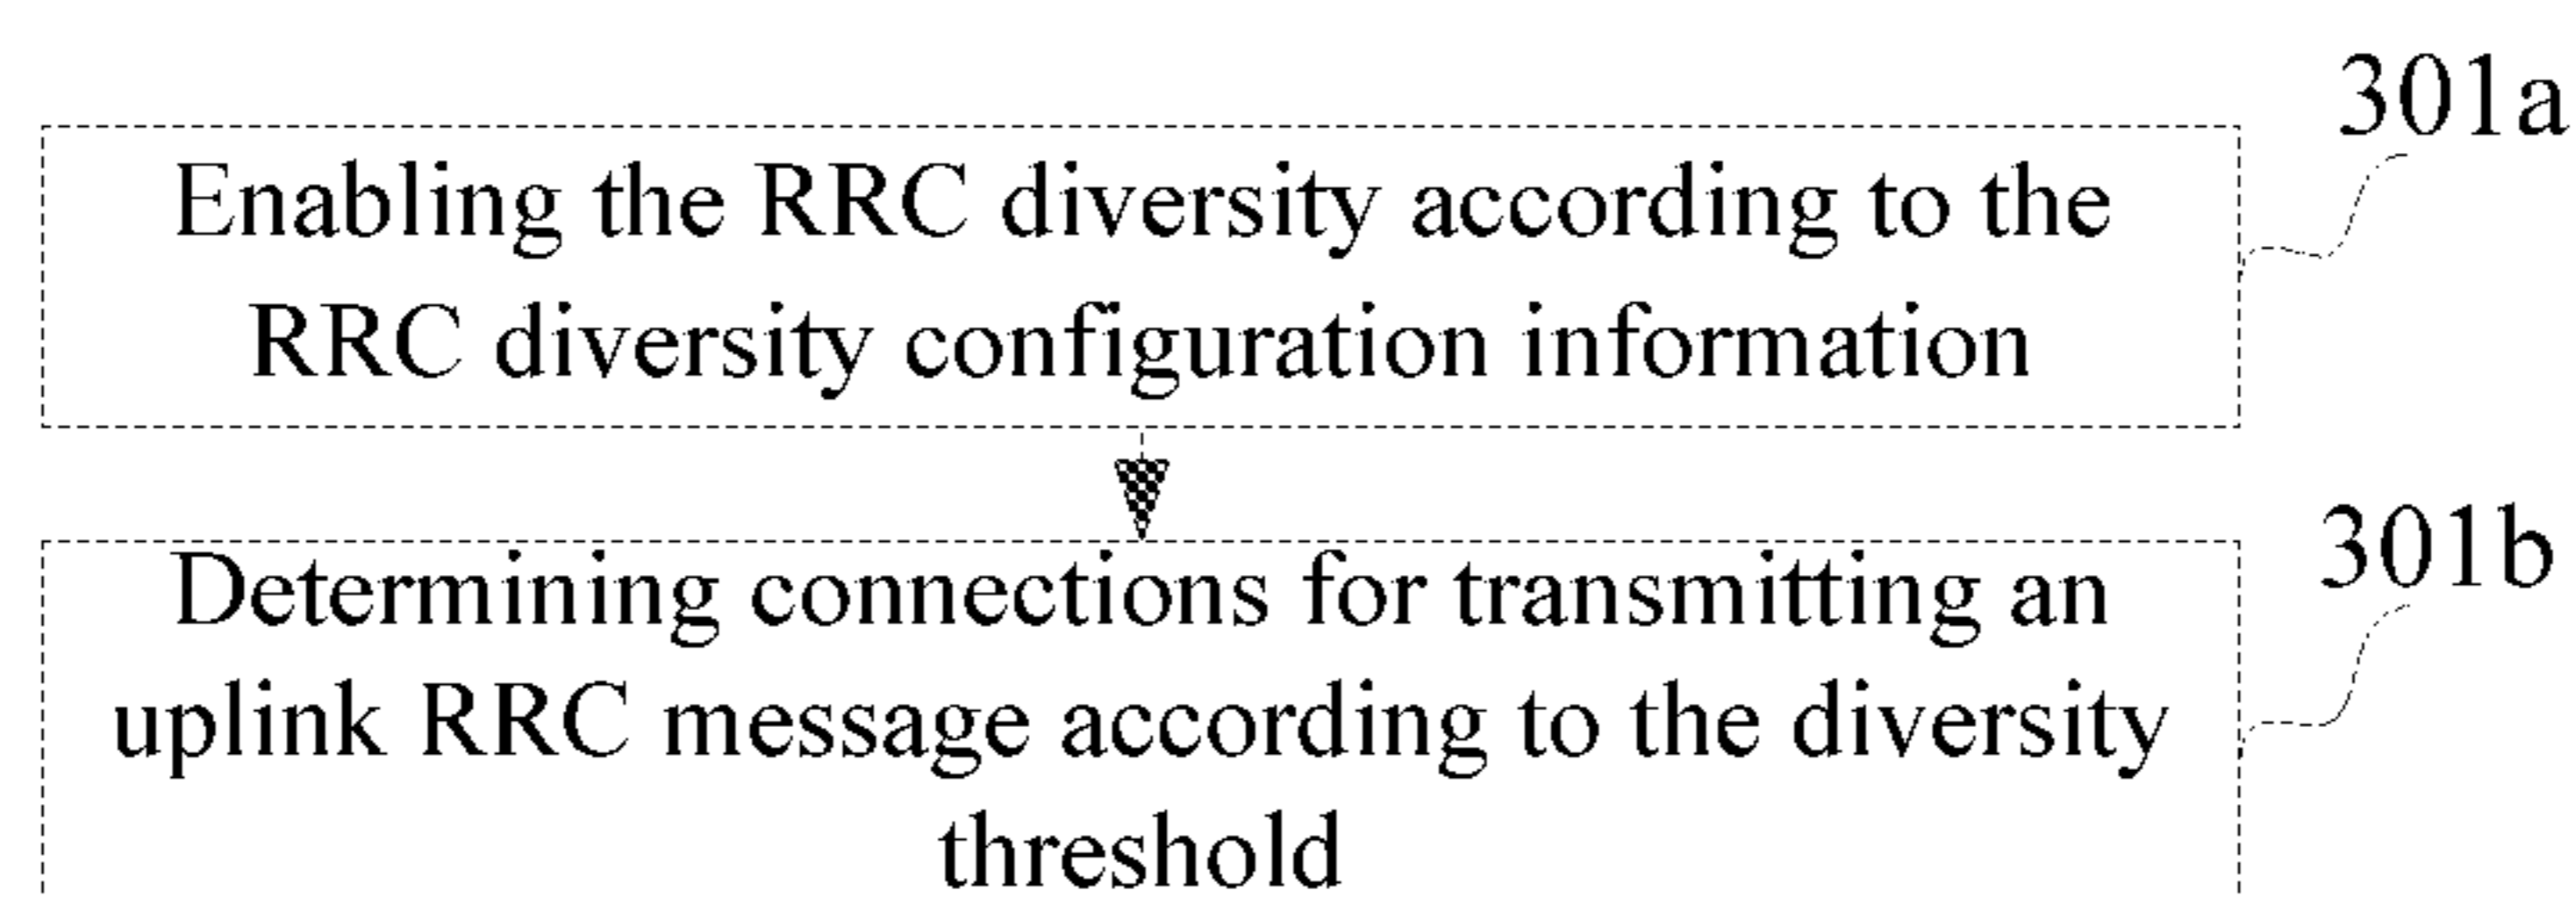 301a
Enabling the RRC diversity according to the
RRC diversity configuration information
301b
Determining connections for transmitting an
uplink RRC message according to the diversity
threshold